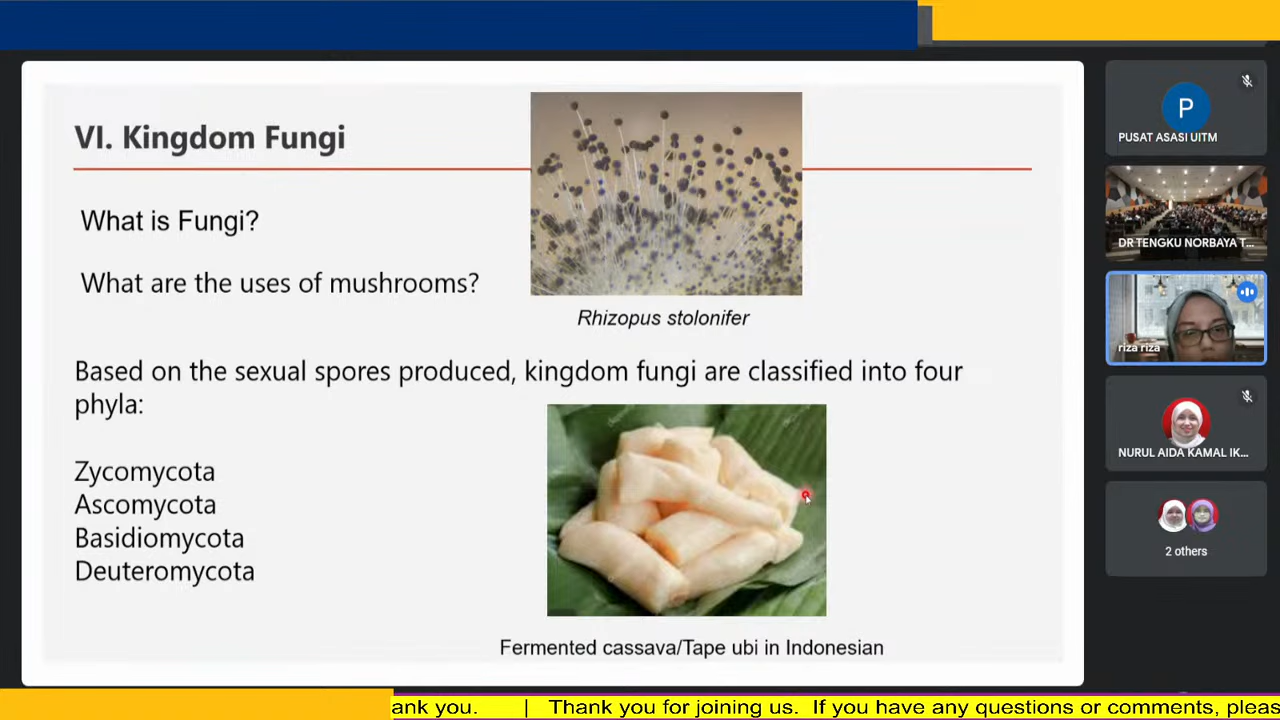 VI. Kingdom Fungi
What is Fungi?
What are the uses of mushrooms?
Rhizopus stolonifer
Based on the sexual spores produced, kingdom fungi are classified into four
phyla:
Zycomycota
Ascomycota
Basidiomycota
Deuteromycota
Fermented cassava/Tape ubi in Indonesian
P
PUSAT ASASI UITM
DR TENGKU NORBAYA T...
riza riza
NURUL AIDA KAMAL IK...
2 others
ank you. | Thank you for joining us. If you have any questions or comments, pleas